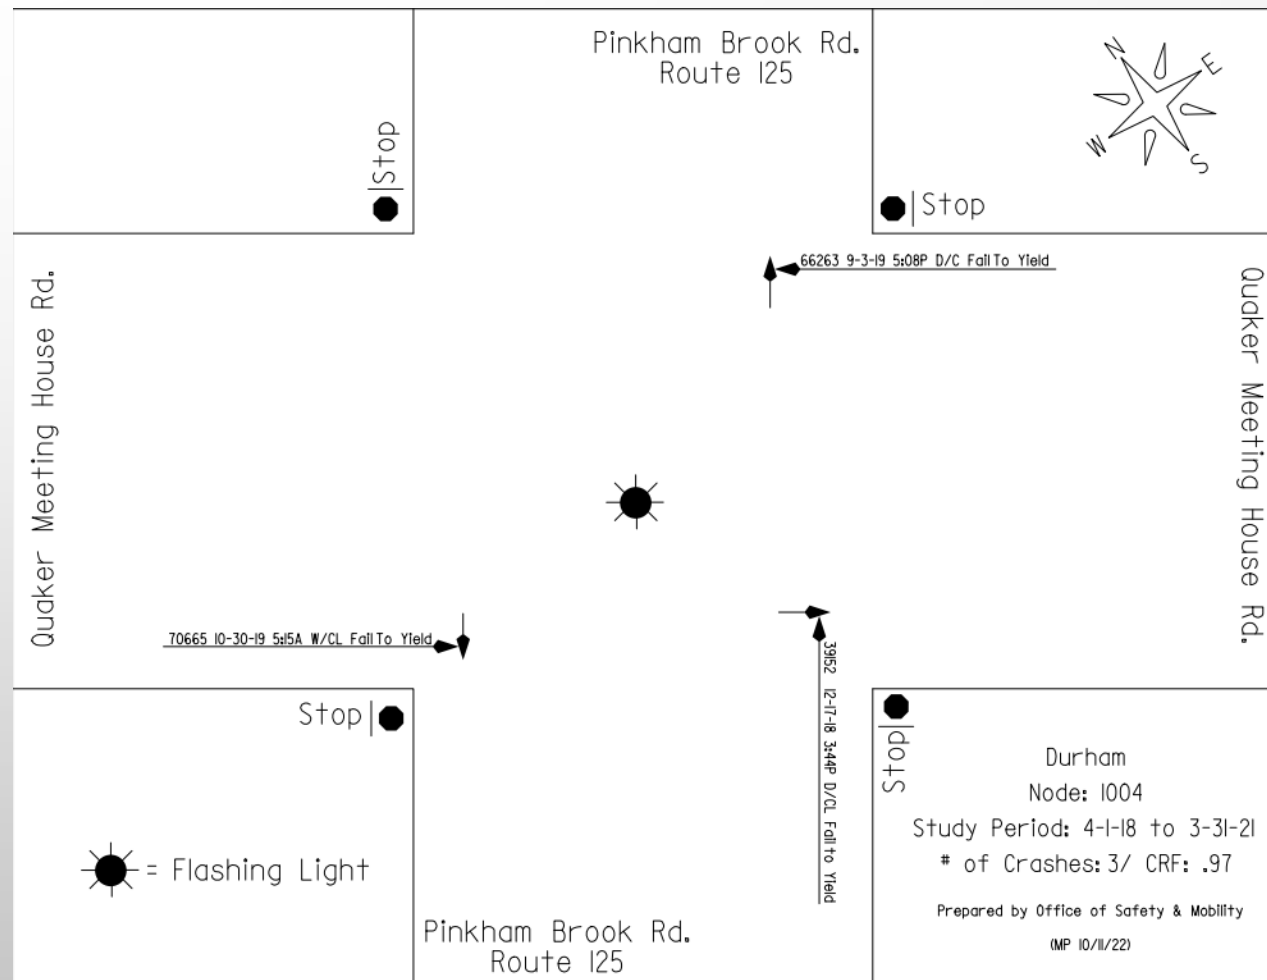 Pinkham Brook Rd.
Route 125
N
E
W
S
Stop
Stop
66263 9-3-19 5:08P D/C Fail To Yield
Quaker Meeting House Rd.
Quaker Meeting House Rd.
70665 10-30-19 5:15A W/CL Fail To Yield
39152 12-17-18 3:44P D/CL Fail to Yield
Stop
Stop
= Flashing Light
Pinkham Brook Rd.
Route 125
Durham
Node: 1004
Study Period: 4-1-18 to 3-31-21
# of Crashes: 3/ CRF: .97
Prepared by Office of Safety & Mobility
(MP 10/11/22)